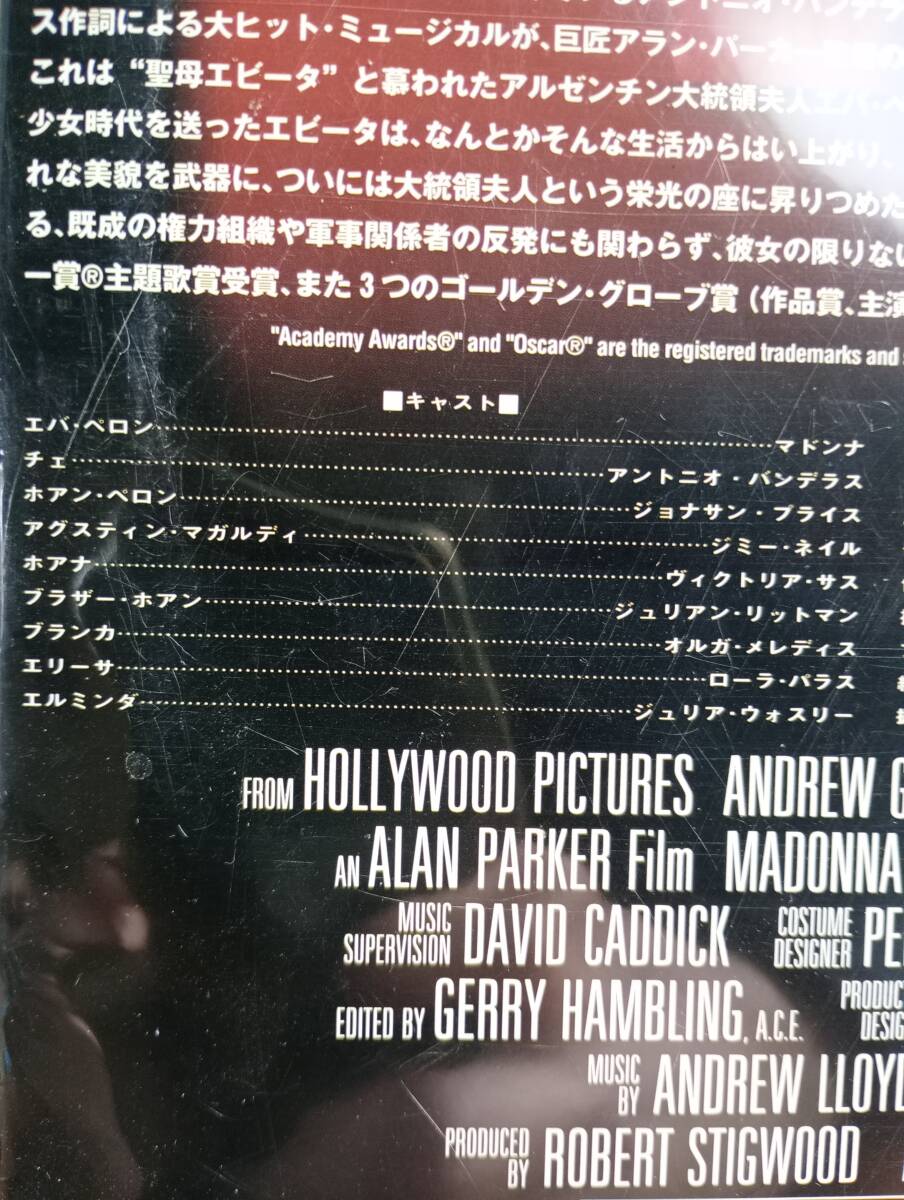 ス作詞による大ヒット・ミュージカルが、巨匠アラン・パーカー
これは“聖母エビータ”と慕われたアルゼンチン大統領夫人エバ・ペ
少女時代を送ったエビータは、なんとかそんな生活からはい上がり、
れな美貌を武器に、ついには大統領夫人という栄光の座に昇りつめた
る、既成の権力組織や軍事関係者の反発にも関わらず、彼女の限りない
ー賞®主題歌賞受賞、また3つのゴールデン・グローブ賞（作品賞、主演
"Academy Awards®" and "Oscar®" are the registered trademarks and
■キャスト■
エバ・ペロン……マドンナ
チェ……アントニオ・バンデラス
ホアン・ペロン……ジョナサン・プライス
アグスティン・マガルディ……ジミー・ネイル
ホアナ……ヴィクトリア・サス
ブラザー・ホアン……ジュリアン・リットマン
ブランカ……オルガ・メレディス
エリーサ……ローラ・パラス
エルミンダ……ジュリア・ウォスリー
FROM HOLLYWOOD PICTURES ANDREW G
AN ALAN PARKER Film MADONNA
MUSIC SUPERVISION DAVID CADDICK COSTUME DESIGNER PE
EDITED BY GERRY HAMBLING, A.C.E. PRODUCT DESIG
MUSIC BY ANDREW LLOYD
PRODUCED BY ROBERT STIGWOOD